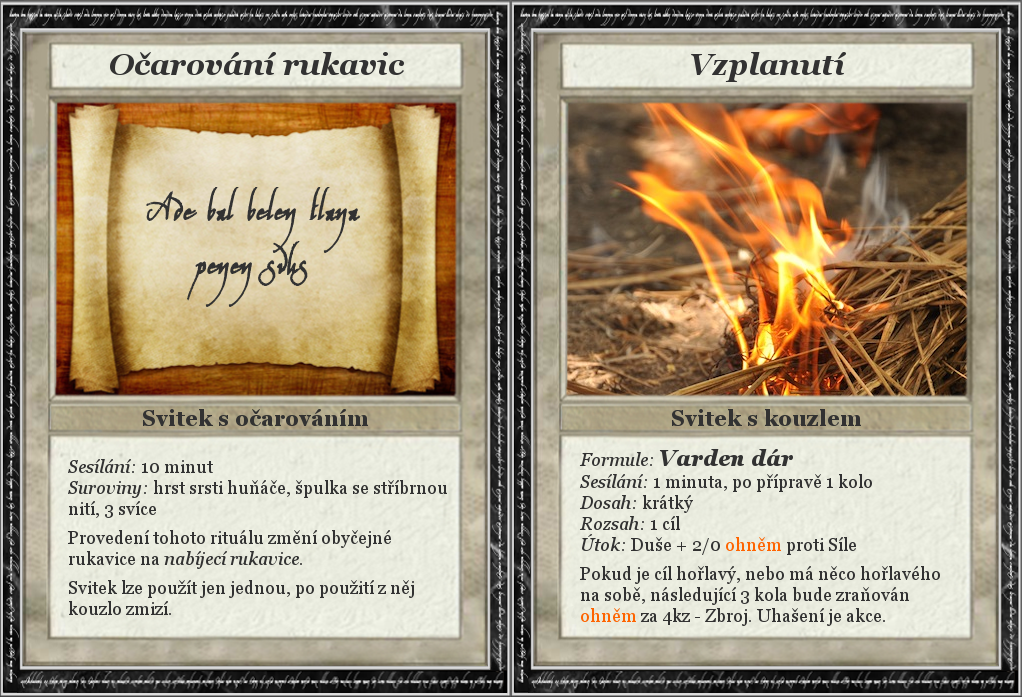 Očarování rukavic
Ade bal beley tlaya
Svitek s očarováním
Sesílání: 10 minut
Suroviny: hrst srsti huňáče, špulka se stříbrnou
nití, 3 svíce
Provedení tohoto rituálu změní obyčejné
rukavice na nabíjecí rukavice.
Svitek lze použít jen jednou, po použití z něj
kouzlo zmizí.
Vzplanutí
Svitek s kouzlem
Formule: Varden dár
Sesílání: 1 minuta, po přípravě 1 kolo
Dosah: krátký
Rozsah: 1 cíl
Útok: Duše + 2/0 ohněm proti Síle
Pokud je cíl hořlavý, nebo má něco hořlavého
na sobě, následující 3 kola bude zraňován
ohněm za 4kz - Zbroj. Uhašení je akce.